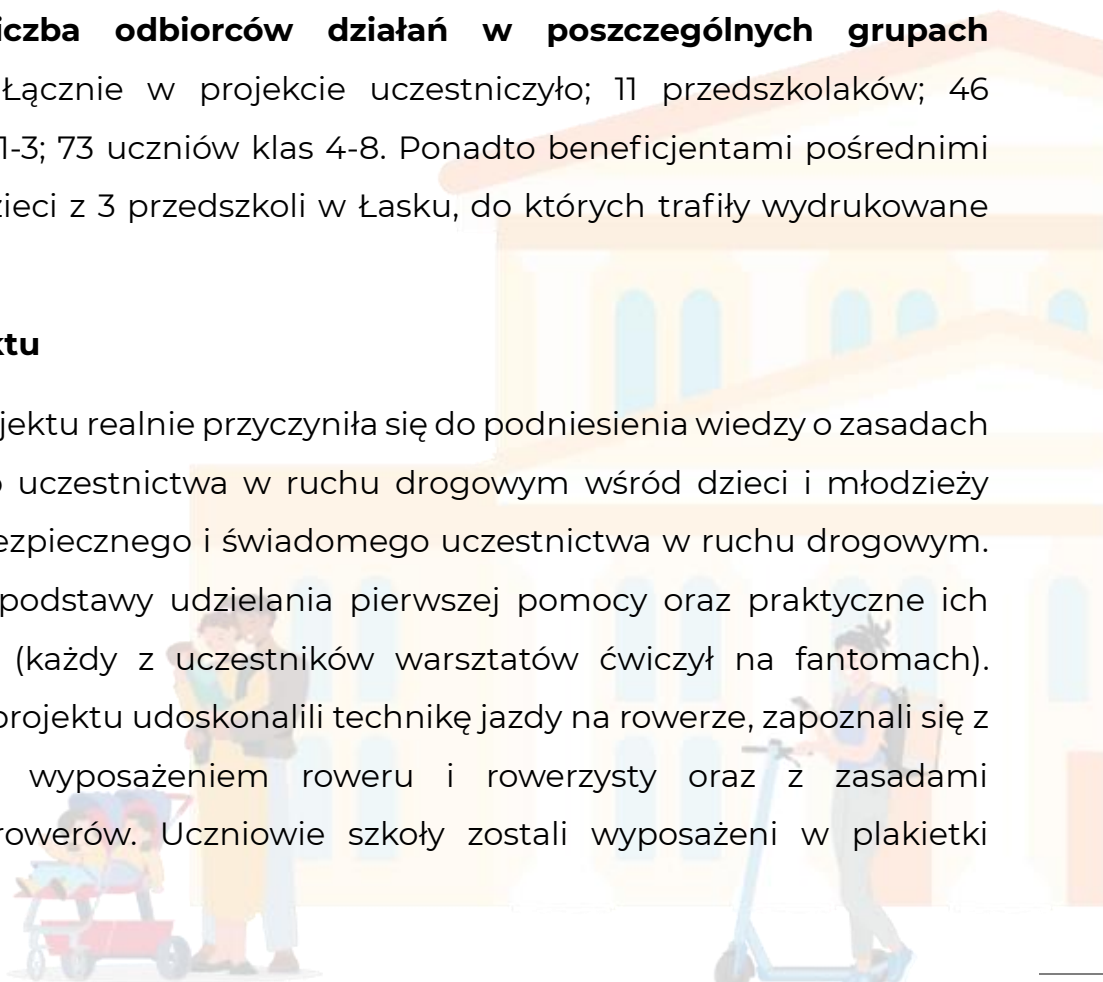 iczba odbiorców działań w poszczególnych grupach
Łącznie w projekcie uczestniczyło; 11 przedszkolaków; 46
1-3; 73 uczniów klas 4-8. Ponadto beneficjentami pośrednimi
zieci z 3 przedszkoli w Łasku, do których trafiły wydrukowane
ktu
jektu realnie przyczyniła się do podniesienia wiedzy o zasadach
o uczestnictwa w ruchu drogowym wśród dzieci i młodzieży
ezpiecznego i świadomego uczestnictwa w ruchu drogowym.
podstawy udzielania pierwszej pomocy oraz praktyczne ich
(każdy z uczestników warsztatów ćwiczył na fantomach).
projektu udoskonalili technikę jazdy na rowerze, zapoznali się z
wyposażeniem roweru i rowerzysty oraz z zasadami
rowerów. Uczniowie szkoły zostali wyposażeni w plakietki